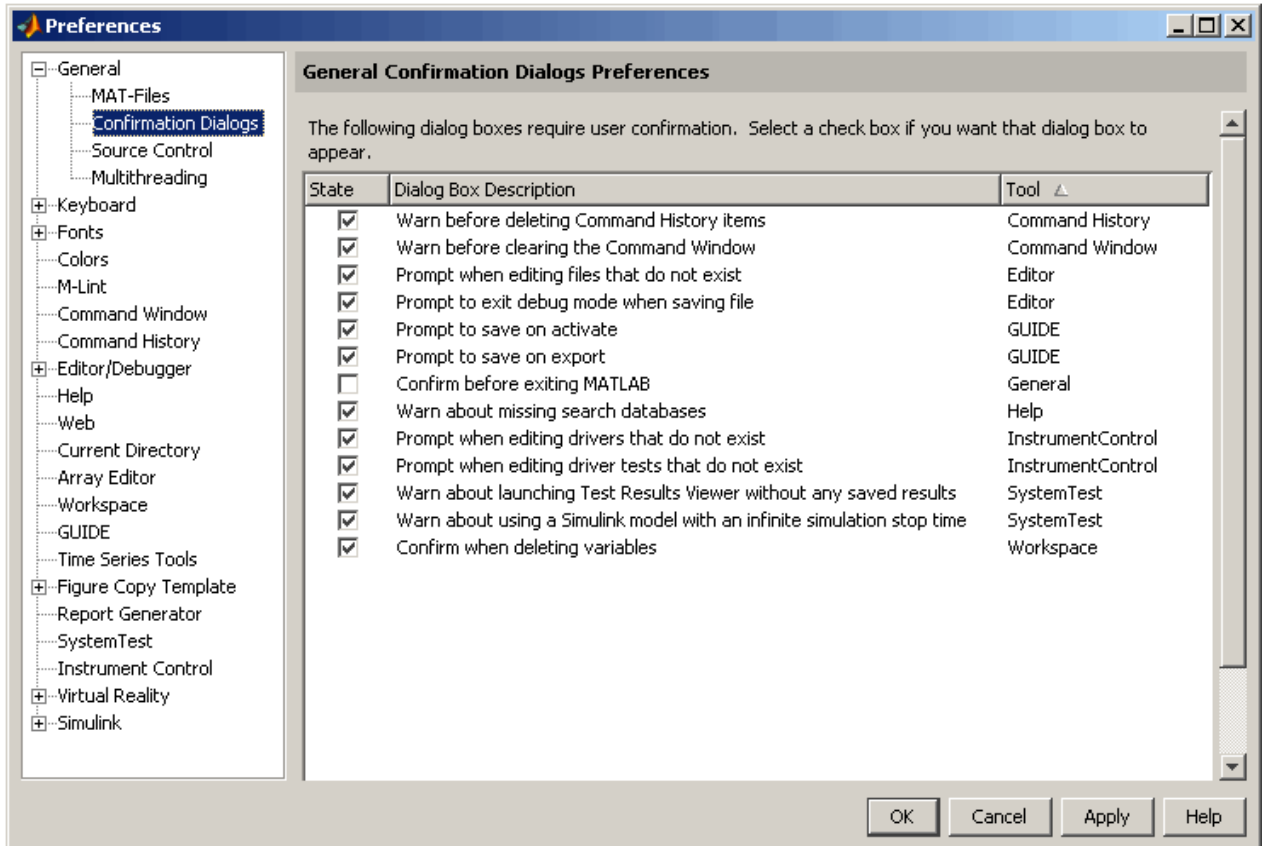 Preferences
General
MAT-Files
Confirmation Dialogs
Source Control
Multithreading
Keyboard
Fonts
Colors
M-Lint
Command Window
Command History
Editor/Debugger
Help
Web
Current Directory
Array Editor
Workspace
GUIDE
Time Series Tools
Figure Copy Template
Report Generator
SystemTest
Instrument Control
Virtual Reality
Simulink
General Confirmation Dialogs Preferences
The following dialog boxes require user confirmation. Select a check box if you want that dialog box to
appear.
State Dialog Box Description Tool
Warn before deleting Command History items Command History
Warn before clearing the Command Window Command Window
Prompt when editing files that do not exist Editor
Prompt to exit debug mode when saving file Editor
Prompt to save on activate GUIDE
Prompt to save on export GUIDE
Confirm before exiting MATLAB General
Warn about missing search databases Help
Prompt when editing drivers that do not exist InstrumentControl
Prompt when editing driver tests that do not exist InstrumentControl
Warn about launching Test Results Viewer without any saved results SystemTest
Warn about using a Simulink model with an infinite simulation stop time SystemTest
Confirm when deleting variables Workspace
OK Cancel Apply Help